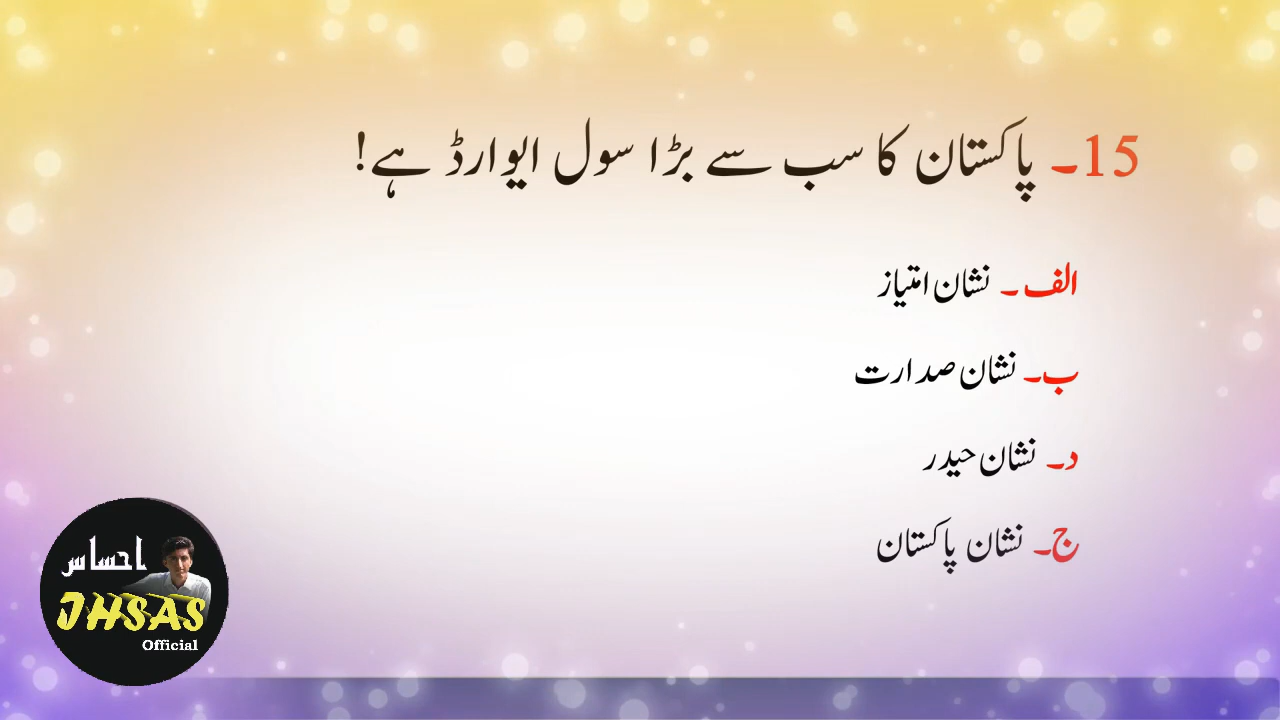 15۔ پاکستان کا سب سے بڑا سول ایوارڈ ہے!
الف۔ نشان امتیاز
ب۔ نشان صدارت
د۔ نشان حیدر
ج۔ نشان پاکستان
احساس
IHSAS
Official